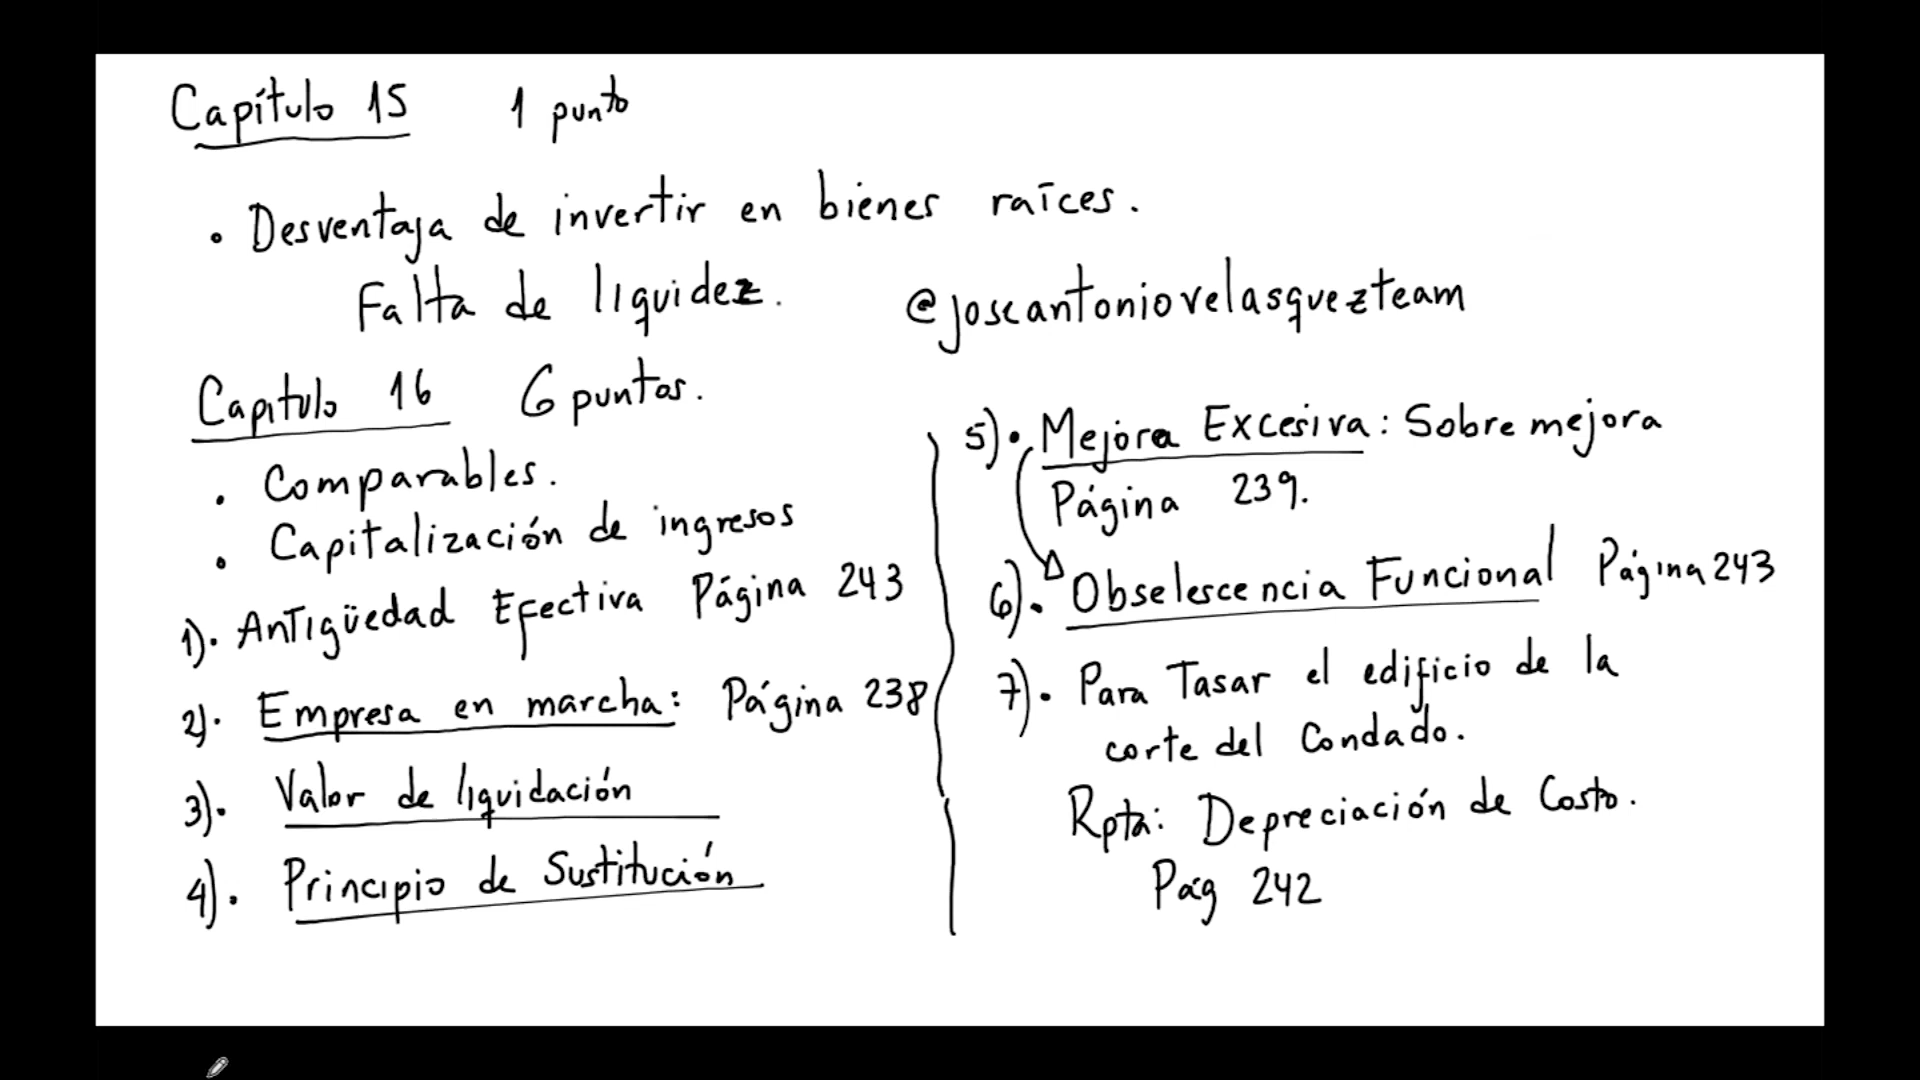 Capítulo 15 1 punto
• Desventaja de invertir en bienes raíces.
Falta de liquidez.
@joseantoniovelasquezteam
Capitulo 16 6 puntos.
• Comparables.
• Capitalización de ingresos
1). Antigüedad Efectiva Página 243
2). Empresa en marcha: Página 238
3). Valor de liquidación
4). Principio de Sustitución
5). Mejora Excesiva: Sobre mejora
Página 239.
6). Obselescencia Funcional Página 243
7). Para Tasar el edificio de la
corte del Condado.
Rpta: Depreciación de Costo.
Pág 242